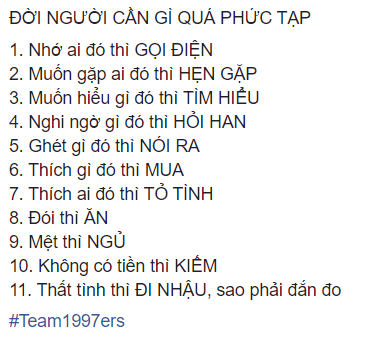 ĐỜI NGƯỜI CẦN GÌ QUÁ PHỨC TẠP
1. Nhớ ai đó thì GỌI ĐIỆN
2. Muốn gặp ai đó thì HẸN GẶP
3. Muốn hiểu gì đó thì TÌM HIỂU
4. Nghi ngờ gì đó thì HỎI HAN
5. Ghét gì đó thì NÓI RA
6. Thích gì đó thì MUA
7. Thích ai đó thì TỎ TÌNH
8. Đói thì ĂN
9. Mệt thì NGỦ
10. Không có tiền thì KIẾM
11. Thất tình thì ĐI NHẬU, sao phải đắn đo
#Team1997ers